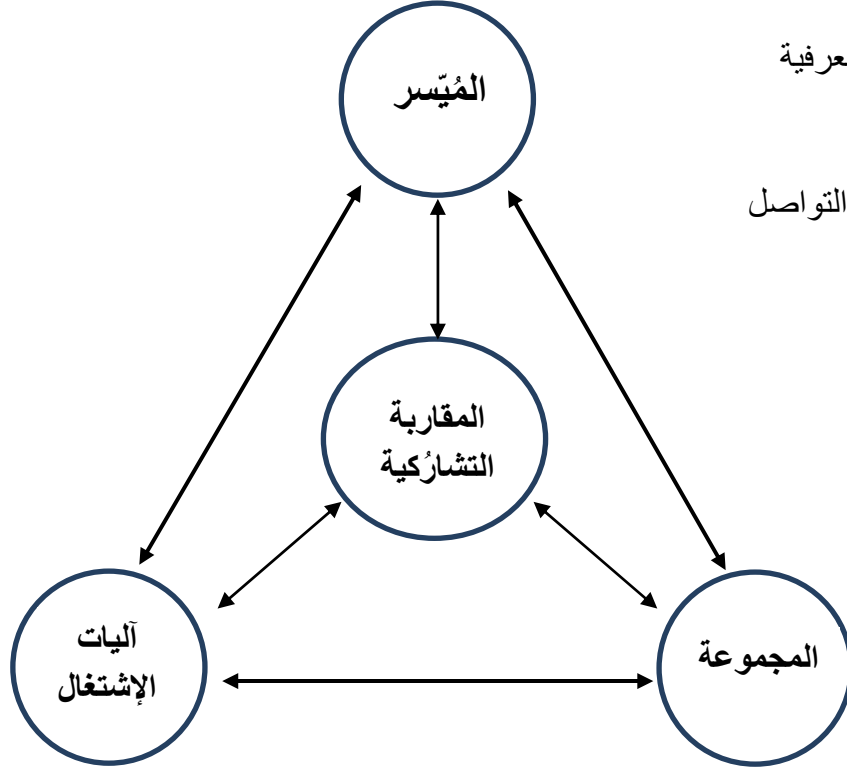 المُيّسر
عرفية
التواصل
المقاربة
التشارُكية
آليات
الإشتغال
المجموعة